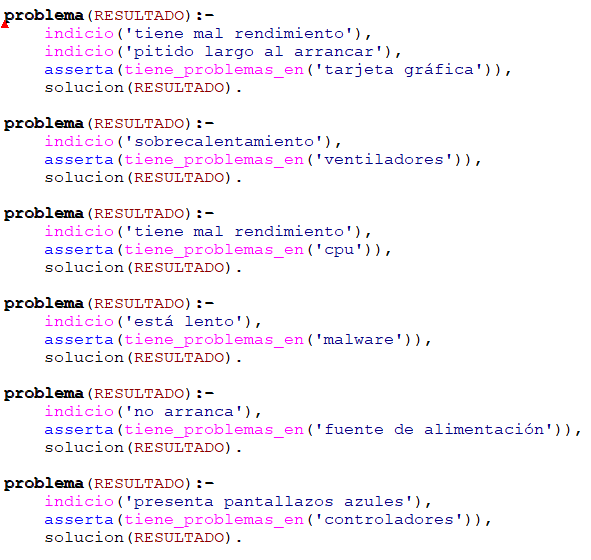 problema(RESULTADO):-
    indicio('tiene mal rendimiento'),
    indicio('pitido largo al arrancar'),
    asserta(tiene_problemas_en('tarjeta gráfica')),
    solucion(RESULTADO).

problema(RESULTADO):-
    indicio('sobrecalentamiento'),
    asserta(tiene_problemas_en('ventiladores')),
    solucion(RESULTADO).

problema(RESULTADO):-
    indicio('tiene mal rendimiento'),
    asserta(tiene_problemas_en('cpu')),
    solucion(RESULTADO).

problema(RESULTADO):-
    indicio('está lento'),
    asserta(tiene_problemas_en('malware')),
    solucion(RESULTADO).

problema(RESULTADO):-
    indicio('no arranca'),
    asserta(tiene_problemas_en('fuente de alimentación')),
    solucion(RESULTADO).

problema(RESULTADO):-
    indicio('presenta pantallazos azules'),
    asserta(tiene_problemas_en('controladores')),
    solucion(RESULTADO).